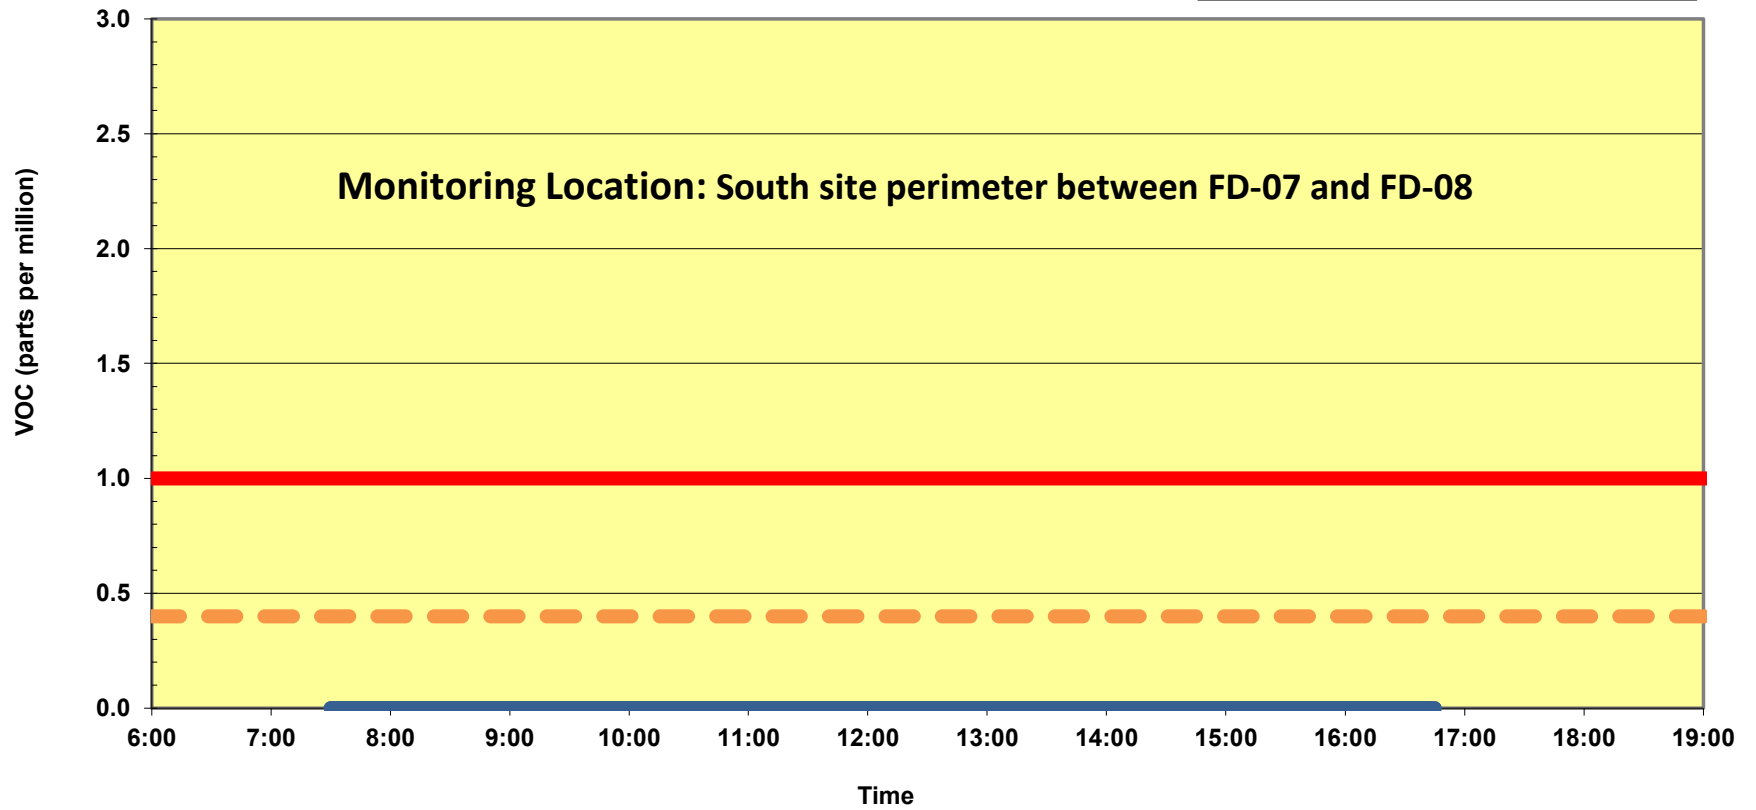 3.0
2.5
Monitoring Location: South site perimeter between FD-07 and FD-08
2.0
1.5
1.0
0.5
0.0
VOC (parts per million)
6:00 7:00 8:00 9:00 10:00 11:00 12:00 13:00 14:00 15:00 16:00 17:00 18:00 19:00
Time